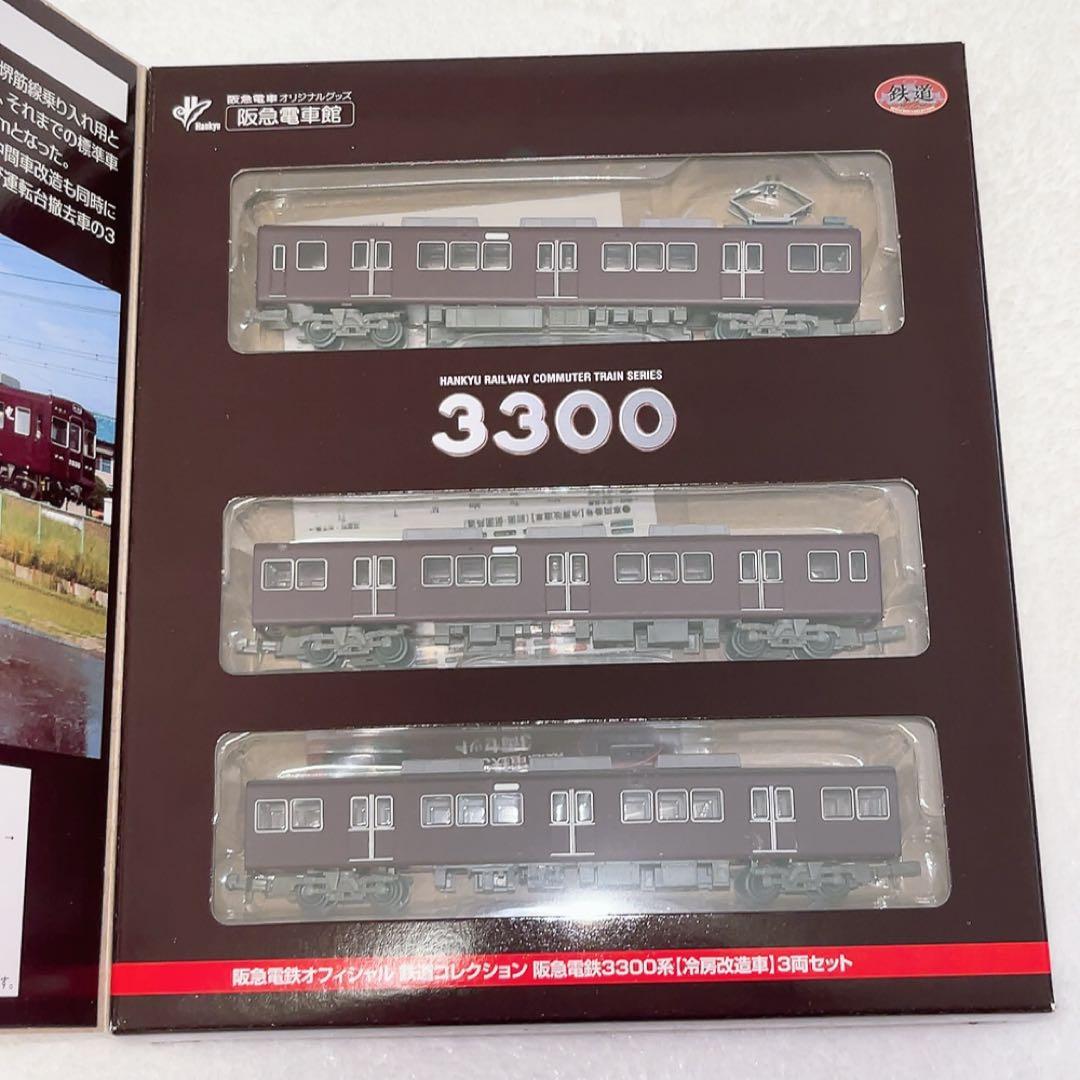 堺筋線乗り入れ用と
、それまでの標準車
mとなった。
中間車改造も同時に
運転台撤去車の3
阪急電車オリジナルグッズ
Hankyu
阪急電車館
鉄道
HANKYU RAILWAY COMMUTER TRAIN SERIES
3300
阪急電鉄オフィシャル 鉄道コレクション 阪急電鉄3300系【冷房改造車】3両セット
→
す。